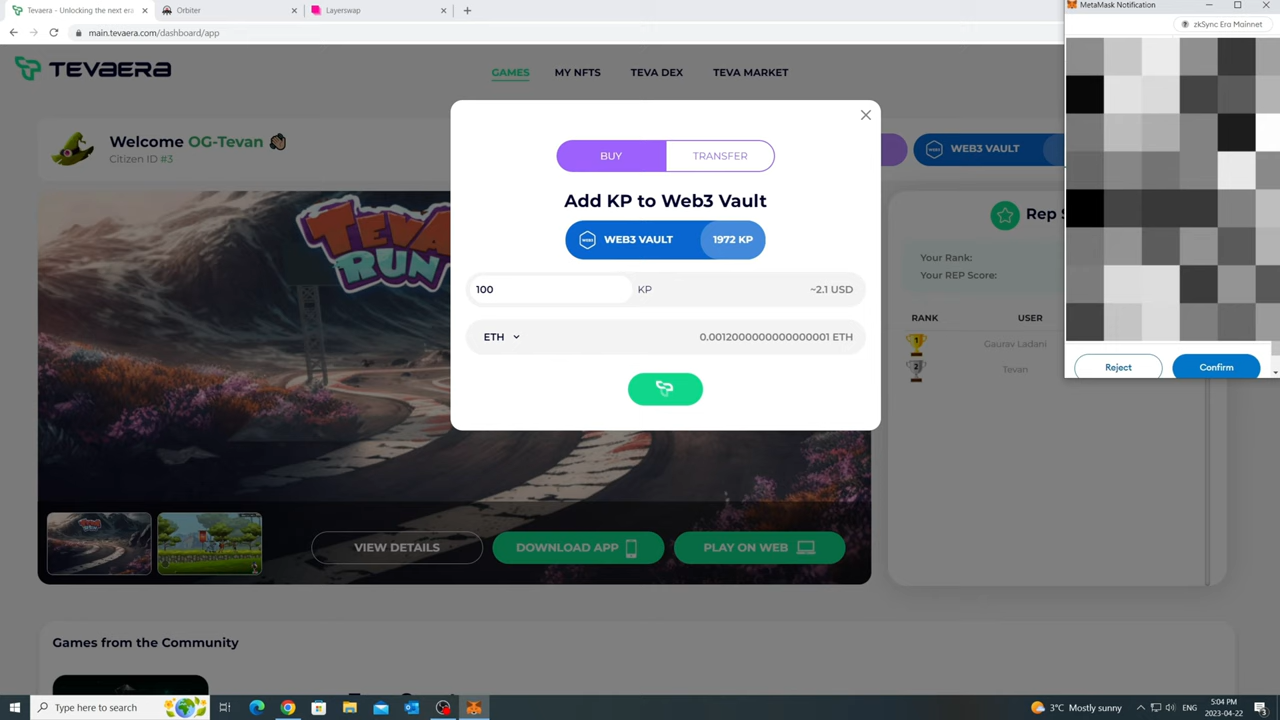 Tevaera - Unlocking the next era
Orbiter
Layerswap
MetaMask Notification
main.tevaera.com/dashboard/app
zkSync Era Mainnet
TEVAERA
GAMES
MY NFTS
TEVA DEX
TEVA MARKET
Welcome OG-Tevan
Citizen ID #3
WEB3 VAULT
BUY
TRANSFER
Add KP to Web3 Vault
WEB3 VAULT
1972 KP
100
KP
~2.1 USD
ETH
0.0012000000000000001 ETH
TEVA
RUN
Rep
Your Rank:
Your REP Score:
RANK
USER
1
Gaurav Ladani
2
Tevan
Reject
Confirm
VIEW DETAILS
DOWNLOAD APP
PLAY ON WEB
Games from the Community
Type here to search
3°C Mostly sunny
ENG
5:04 PM
2023-04-22